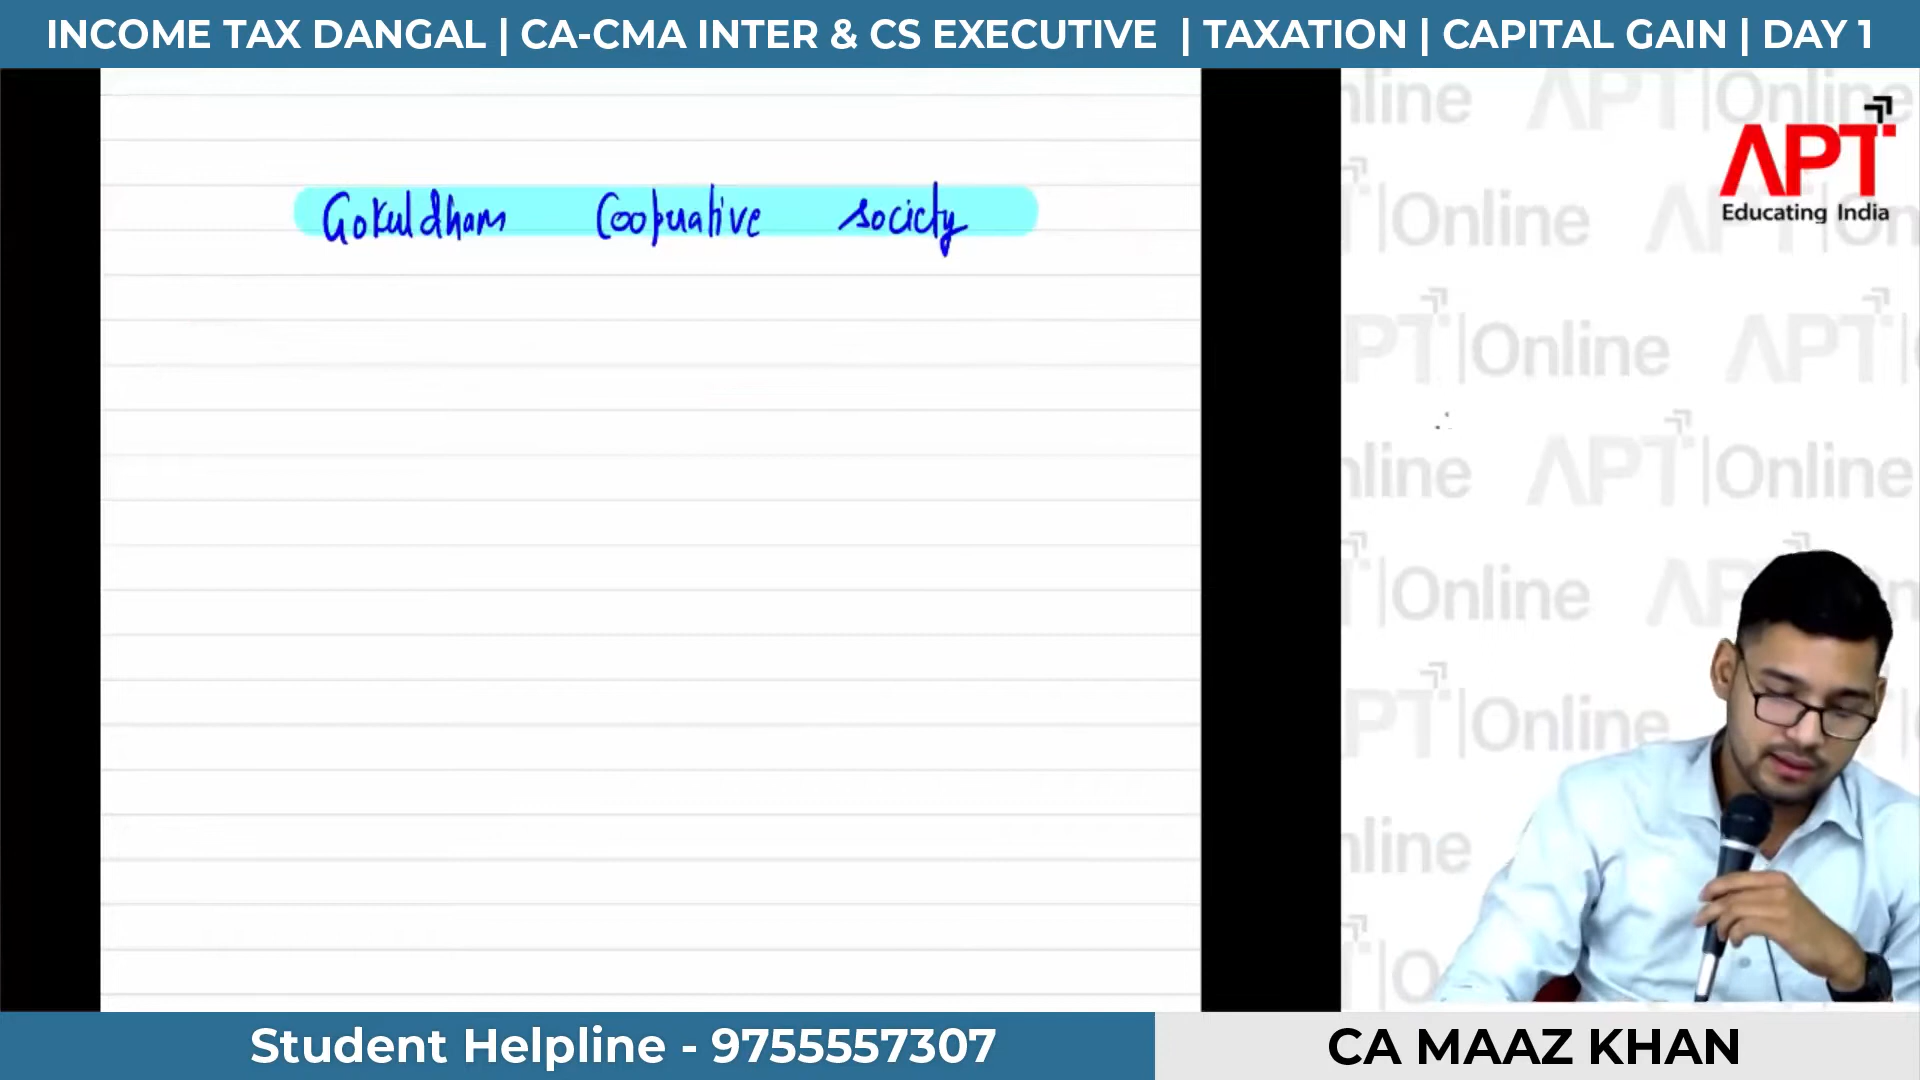 INCOME TAX DANGAL | CA-CMA INTER & CS EXECUTIVE | TAXATION | CAPITAL GAIN | DAY 1
Gokuldham Cooperative society
APT
Educating India
Student Helpline - 9755557307
CA MAAZ KHAN